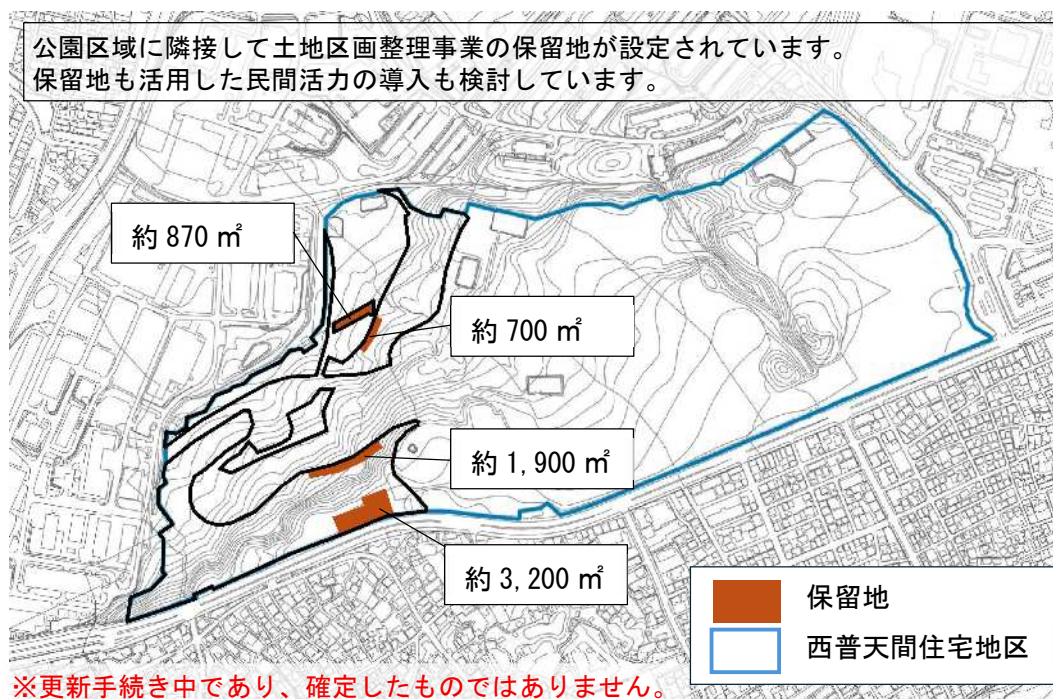 公園区域に隣接して土地区画整理事業の保留地が設定されています。
保留地も活用した民間活力の導入も検討しています。
約 870 ㎡
約 700 ㎡
約 1,900 ㎡
約 3,200 ㎡
保留地
西普天間住宅地区
※更新手続き中であり、確定したものではありません。